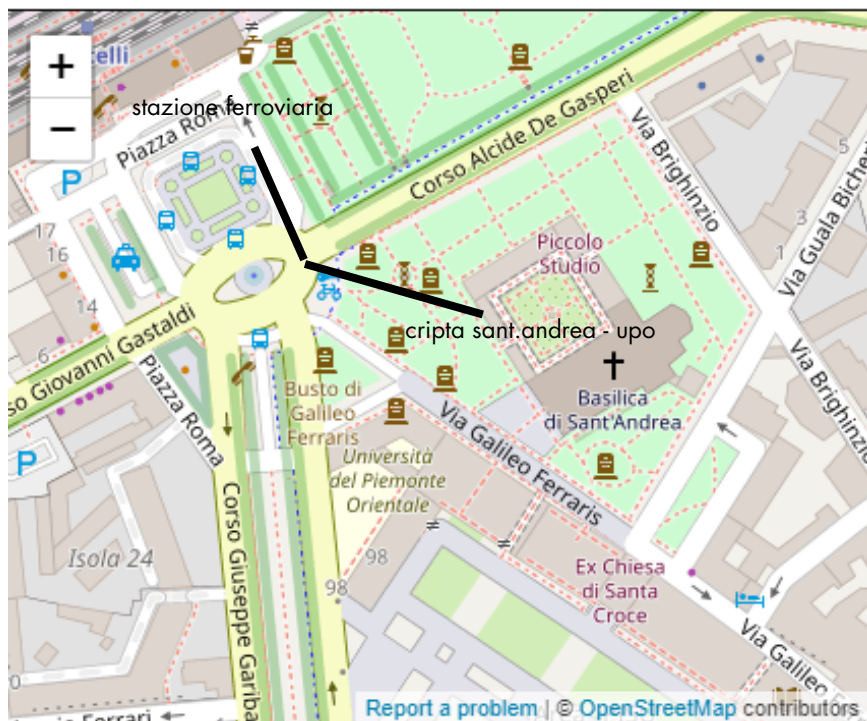 +
−
elli
stazione ferroviaria
Piazza Roma
P
Corso Alcide De Gasperi
Via Brighinzio
Via Guala Bicheri
5
3
1
17
16
14
6
Piccolo
Studio
cripta sant.andrea - upo
so Giovanni Gastaldi
Piazza Roma
P
Busto di
Galileo
Ferraris
Basilica
di Sant'Andrea
Via Brighinzio
Via Galileo Ferraris
Università
del Piemonte
Orientale
Corso Giuseppe Gariba
Isola 24
98
98
Ex Chiesa
di Santa
Croce
Via Galileo
Ferrari
Report a problem | © OpenStreetMap contributors